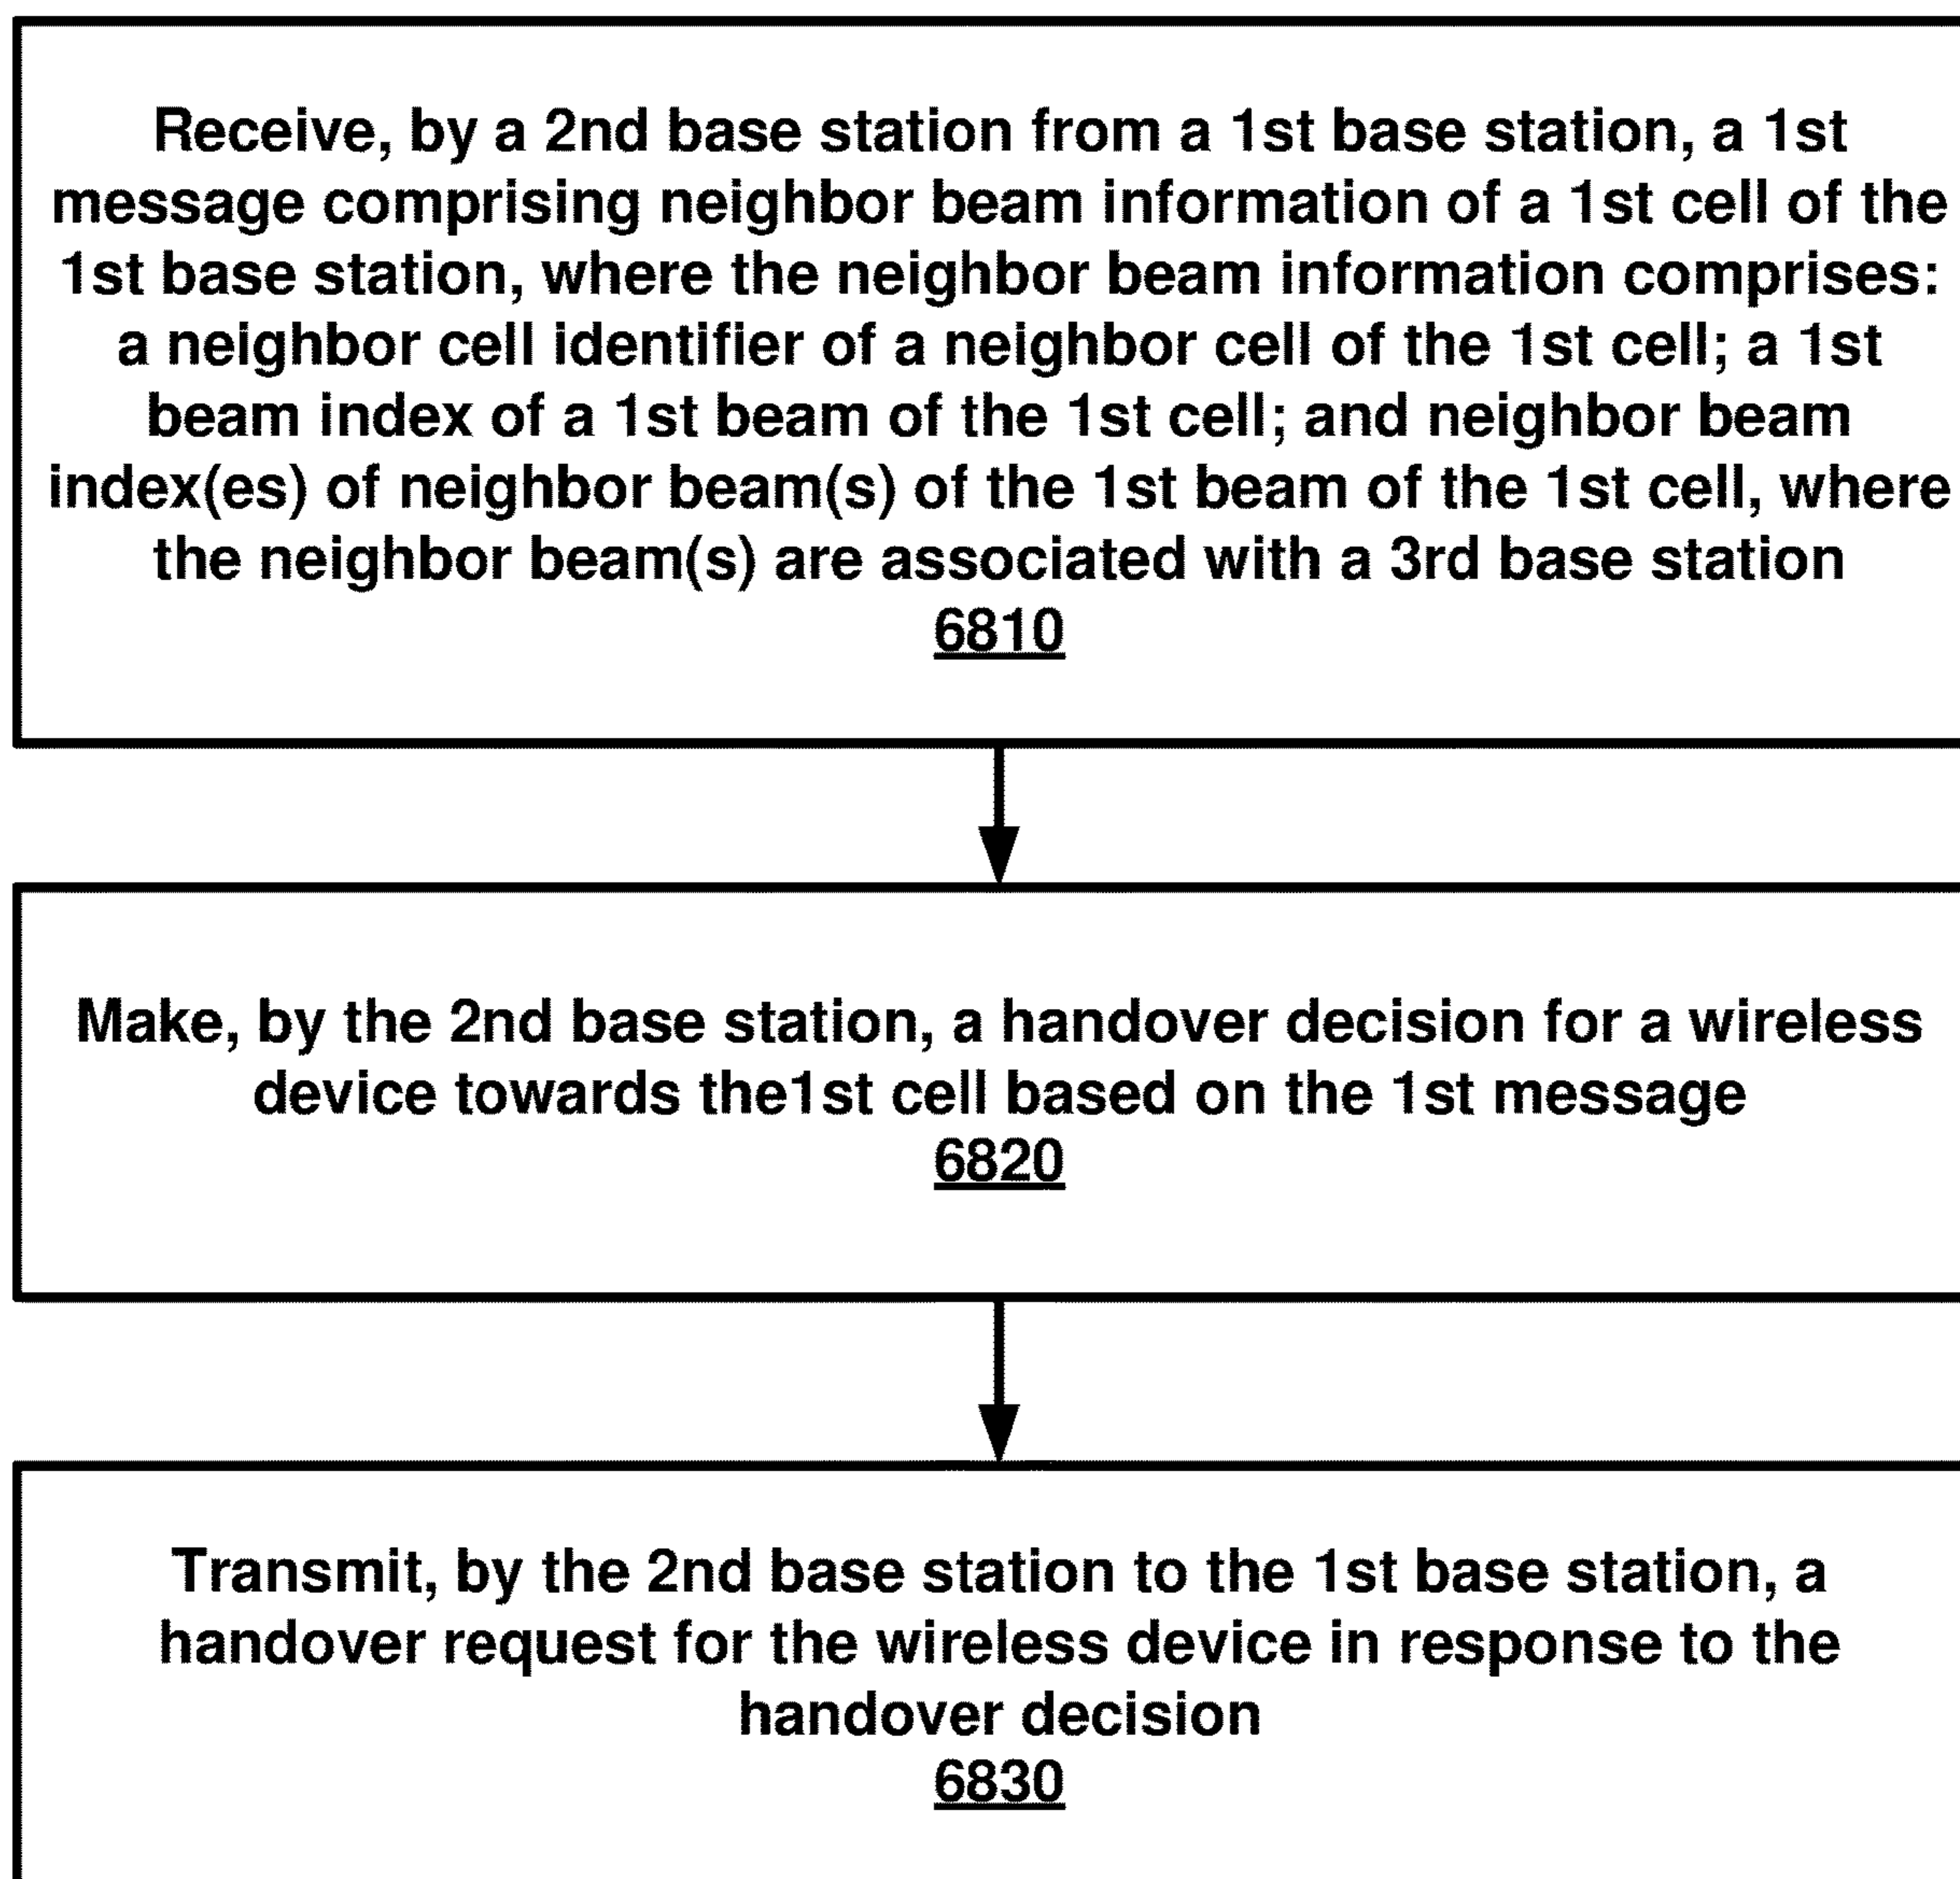 Receive, by a 2nd base station from a 1st base station, a 1st
message comprising neighbor beam information of a 1st cell of the
1st base station, where the neighbor beam information comprises:
a neighbor cell identifier of a neighbor cell of the 1st cell; a 1st
beam index of a 1st beam of the 1st cell; and neighbor beam
index(es) of neighbor beam(s) of the 1st beam of the 1st cell, where
the neighbor beam(s) are associated with a 3rd base station
6810
Make, by the 2nd base station, a handover decision for a wireless
device towards the1st cell based on the 1st message
6820
Transmit, by the 2nd base station to the 1st base station, a
handover request for the wireless device in response to the
handover decision
6830